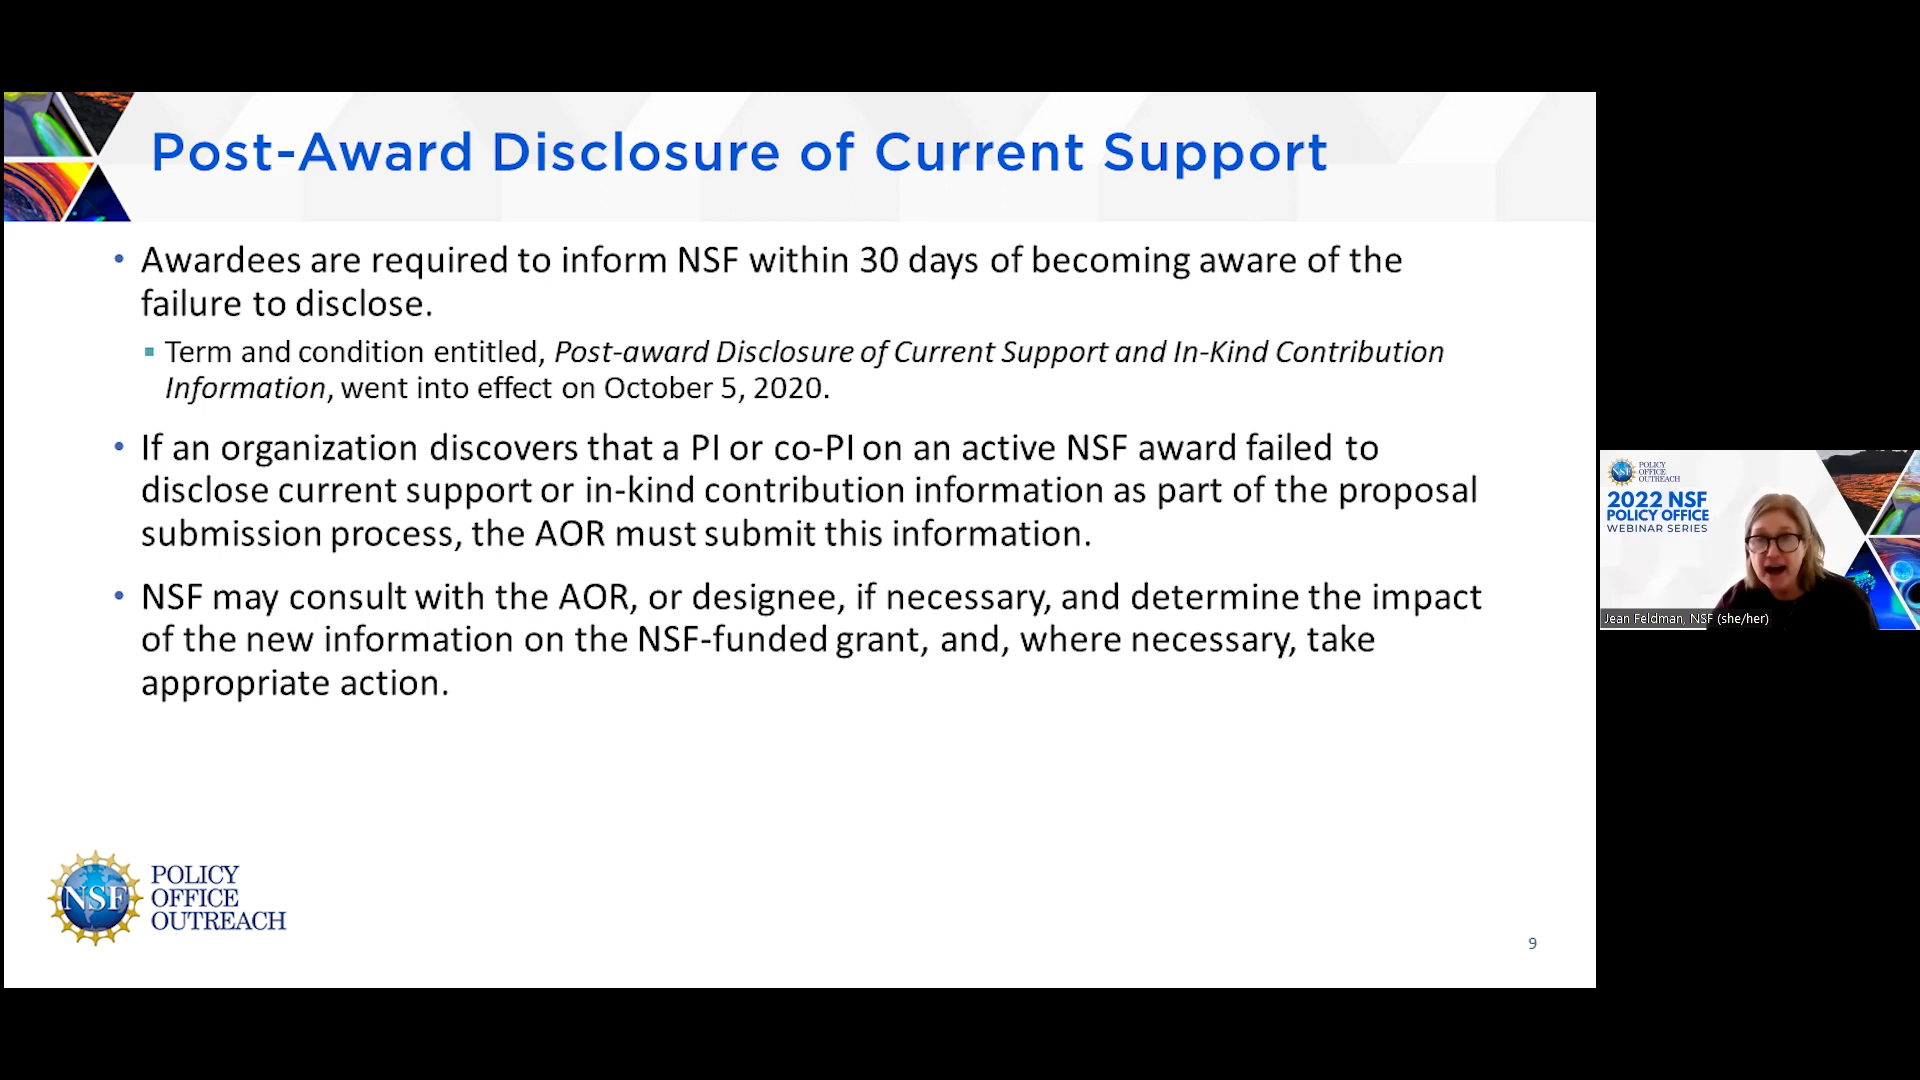 Post-Award Disclosure of Current Support
• Awardees are required to inform NSF within 30 days of becoming aware of the
failure to disclose.
▪ Term and condition entitled, Post-award Disclosure of Current Support and In-Kind Contribution
Information, went into effect on October 5, 2020.
• If an organization discovers that a PI or co-PI on an active NSF award failed to
disclose current support or in-kind contribution information as part of the proposal
submission process, the AOR must submit this information.
• NSF may consult with the AOR, or designee, if necessary, and determine the impact
of the new information on the NSF-funded grant, and, where necessary, take
appropriate action.
NSF
POLICY
OFFICE
OUTREACH
9
NSF
POLICY
OFFICE
OUTREACH
2022 NSF
POLICY OFFICE
WEBINAR SERIES
Jean Feldman, NSF (she/her)